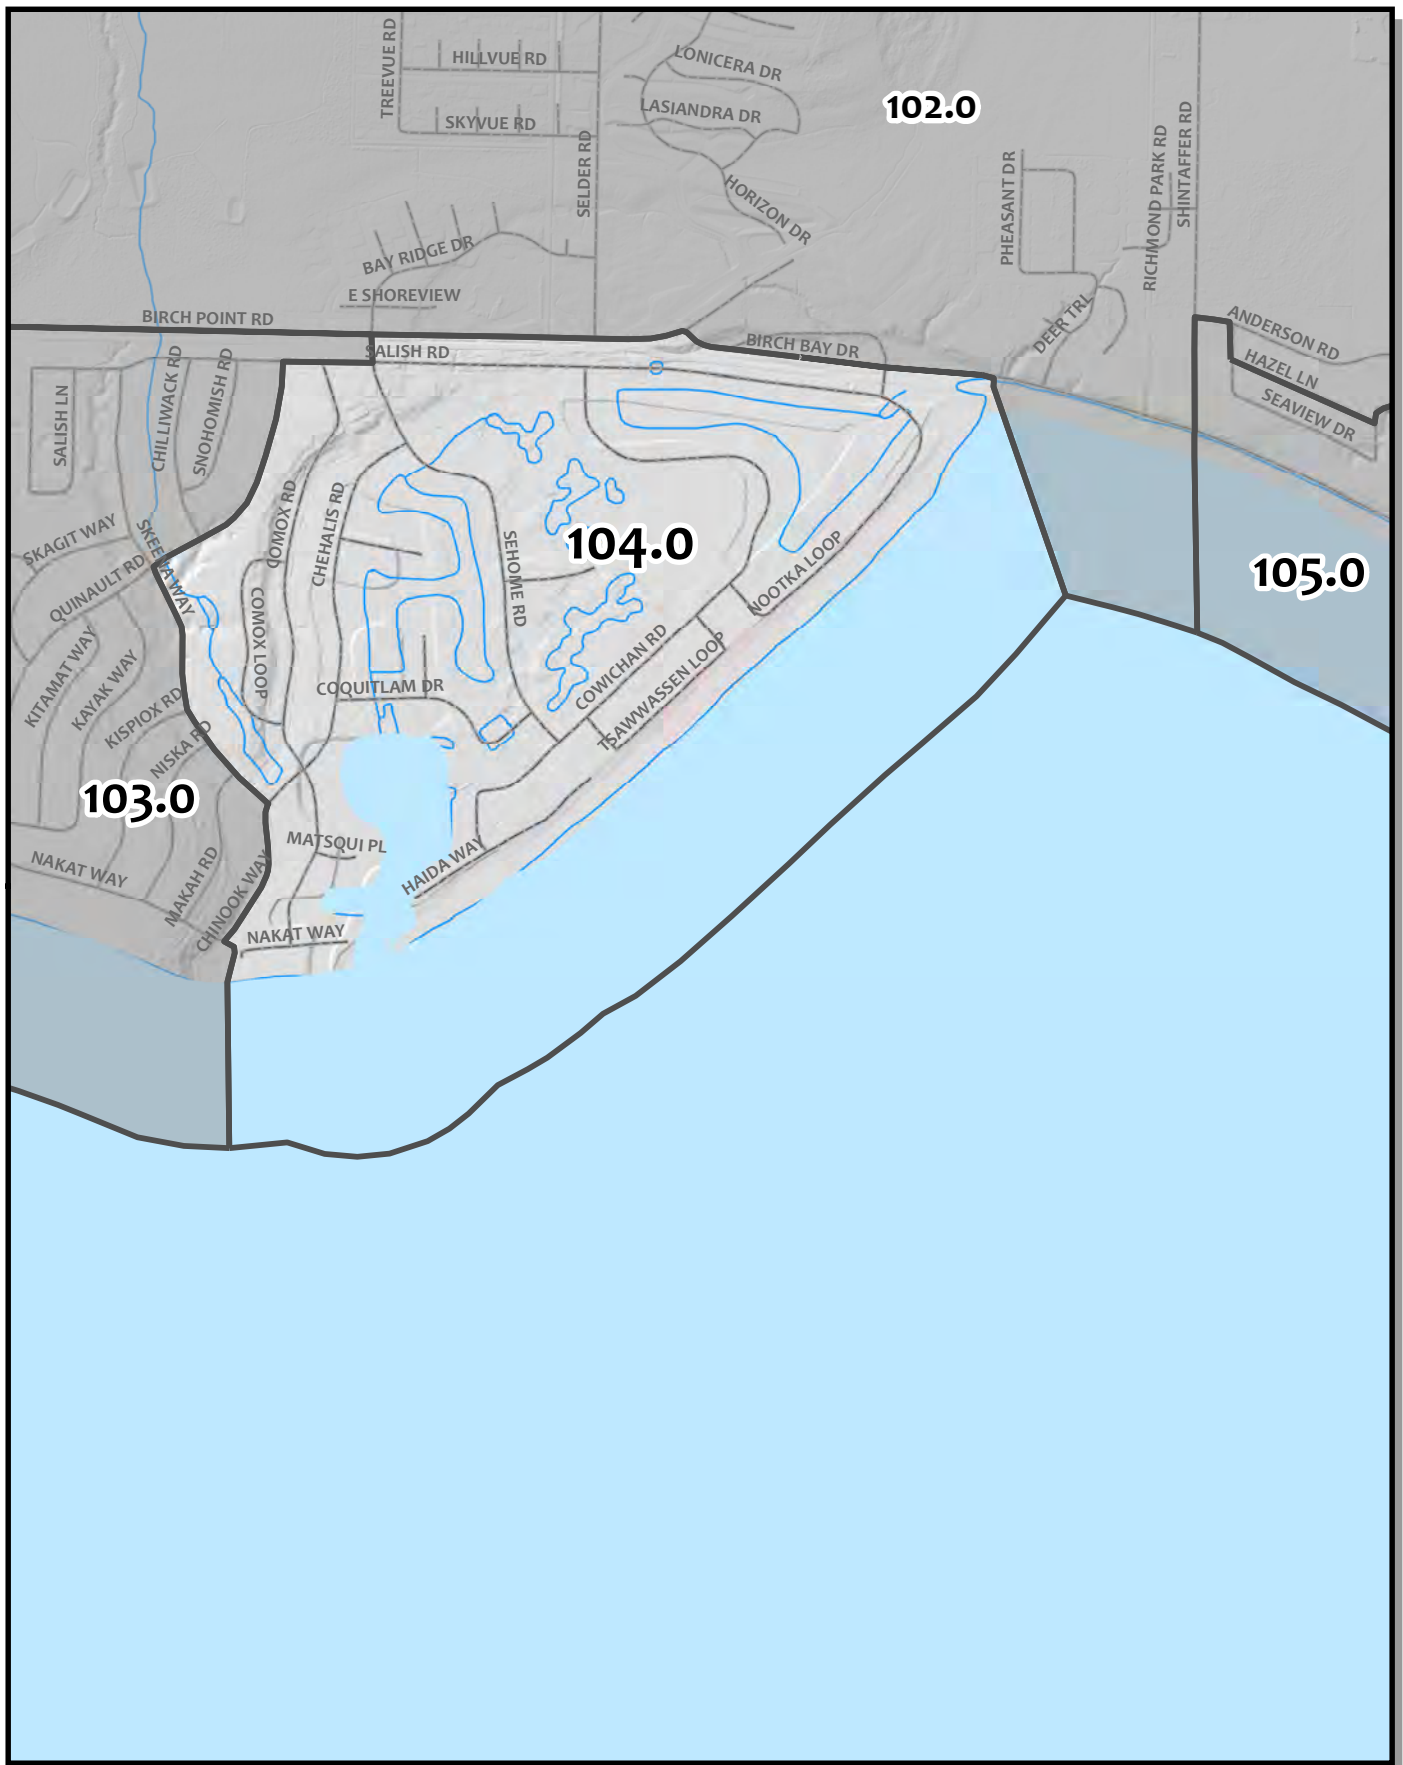 TREEVUE RD
HILLVUE RD
SKYVUE RD
SELDER RD
LONICERA DR
LASIANDRA DR
HORIZON DR
102.0
PHEASANT DR
RICHMOND PARK RD
SHINTAFFER RD
BAY RIDGE DR
E SHOREVIEW
BIRCH POINT RD
SALISH RD
BIRCH BAY DR
DEER TRL
ANDERSON RD
HAZEL LN
SEAVIEW DR
SALISH LN
CHILLIWACK RD
SNOHOMISH RD
SKAGIT WAY
QUINAULT RD
SKEENA WAY
COMOX RD
CHEHALIS RD
COMOX LOOP
SEHOME RD
104.0
NOOTKA LOOP
105.0
KITAMAT WAY
KAYAK WAY
KISPIOX RD
NISKA RD
COQUITLAM DR
COWICHAN RD
TSAWWASSEN LOOP
103.0
MATSQUI PL
HAIDA WAY
NAKAT WAY
MAKAH RD
CHINOOK WAY
NAKAT WAY